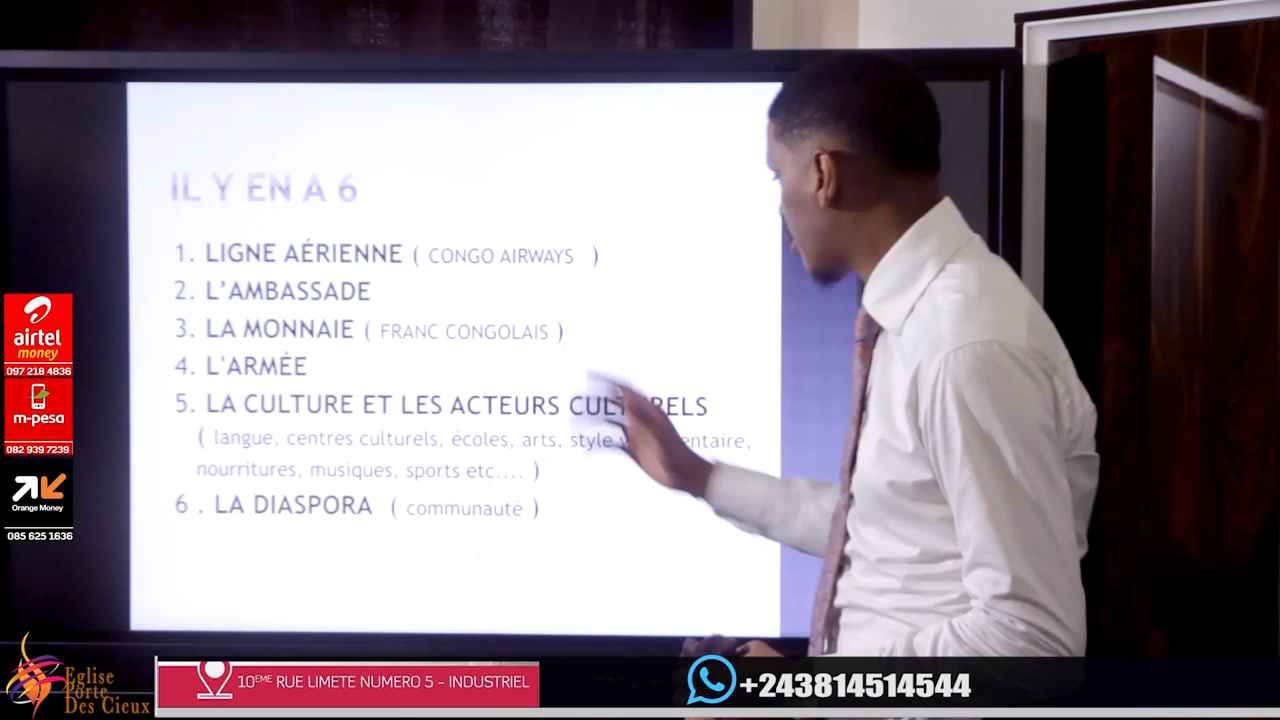 IL Y EN A 6
1. LIGNE AÉRIENNE ( CONGO AIRWAYS )
2. L'AMBASSADE
3. LA MONNAIE ( FRANC CONGOLAIS )
4. L'ARMÉE
5. LA CULTURE ET LES ACTEURS CULTURELS
( langue, centres culturels, écoles, arts, style
nourritures, musiques, sports etc.... )
6 . LA DIASPORA ( communauté )
airtel
money
097 218 4836
m-pesa
082 939 7239
Orange Money
085 625 1636
Eglise
Porte
Des Cieux
10EME RUE LIMETE NUMERO 5 - INDUSTRIEL
+243814514544